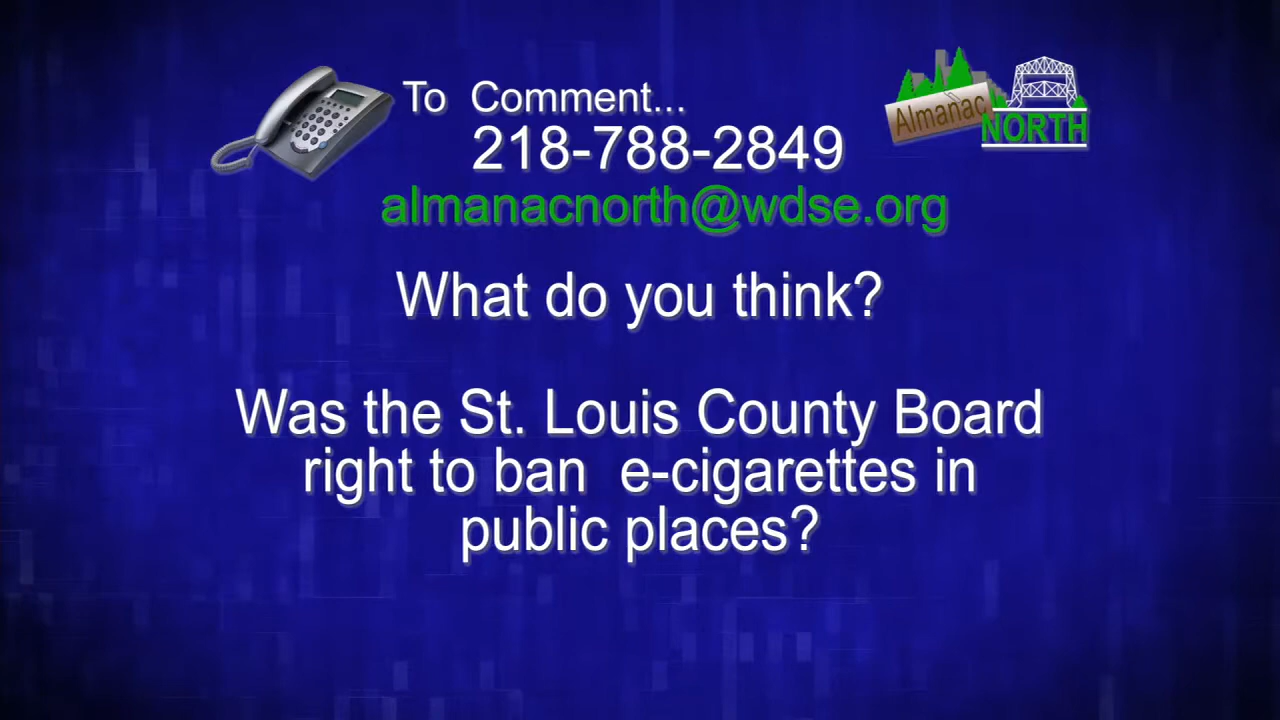 To Comment...
218-788-2849
Almanac
NORTH
almanacnorth@wdse.org
What do you think?
Was the St. Louis County Board
right to ban e-cigarettes in
public places?